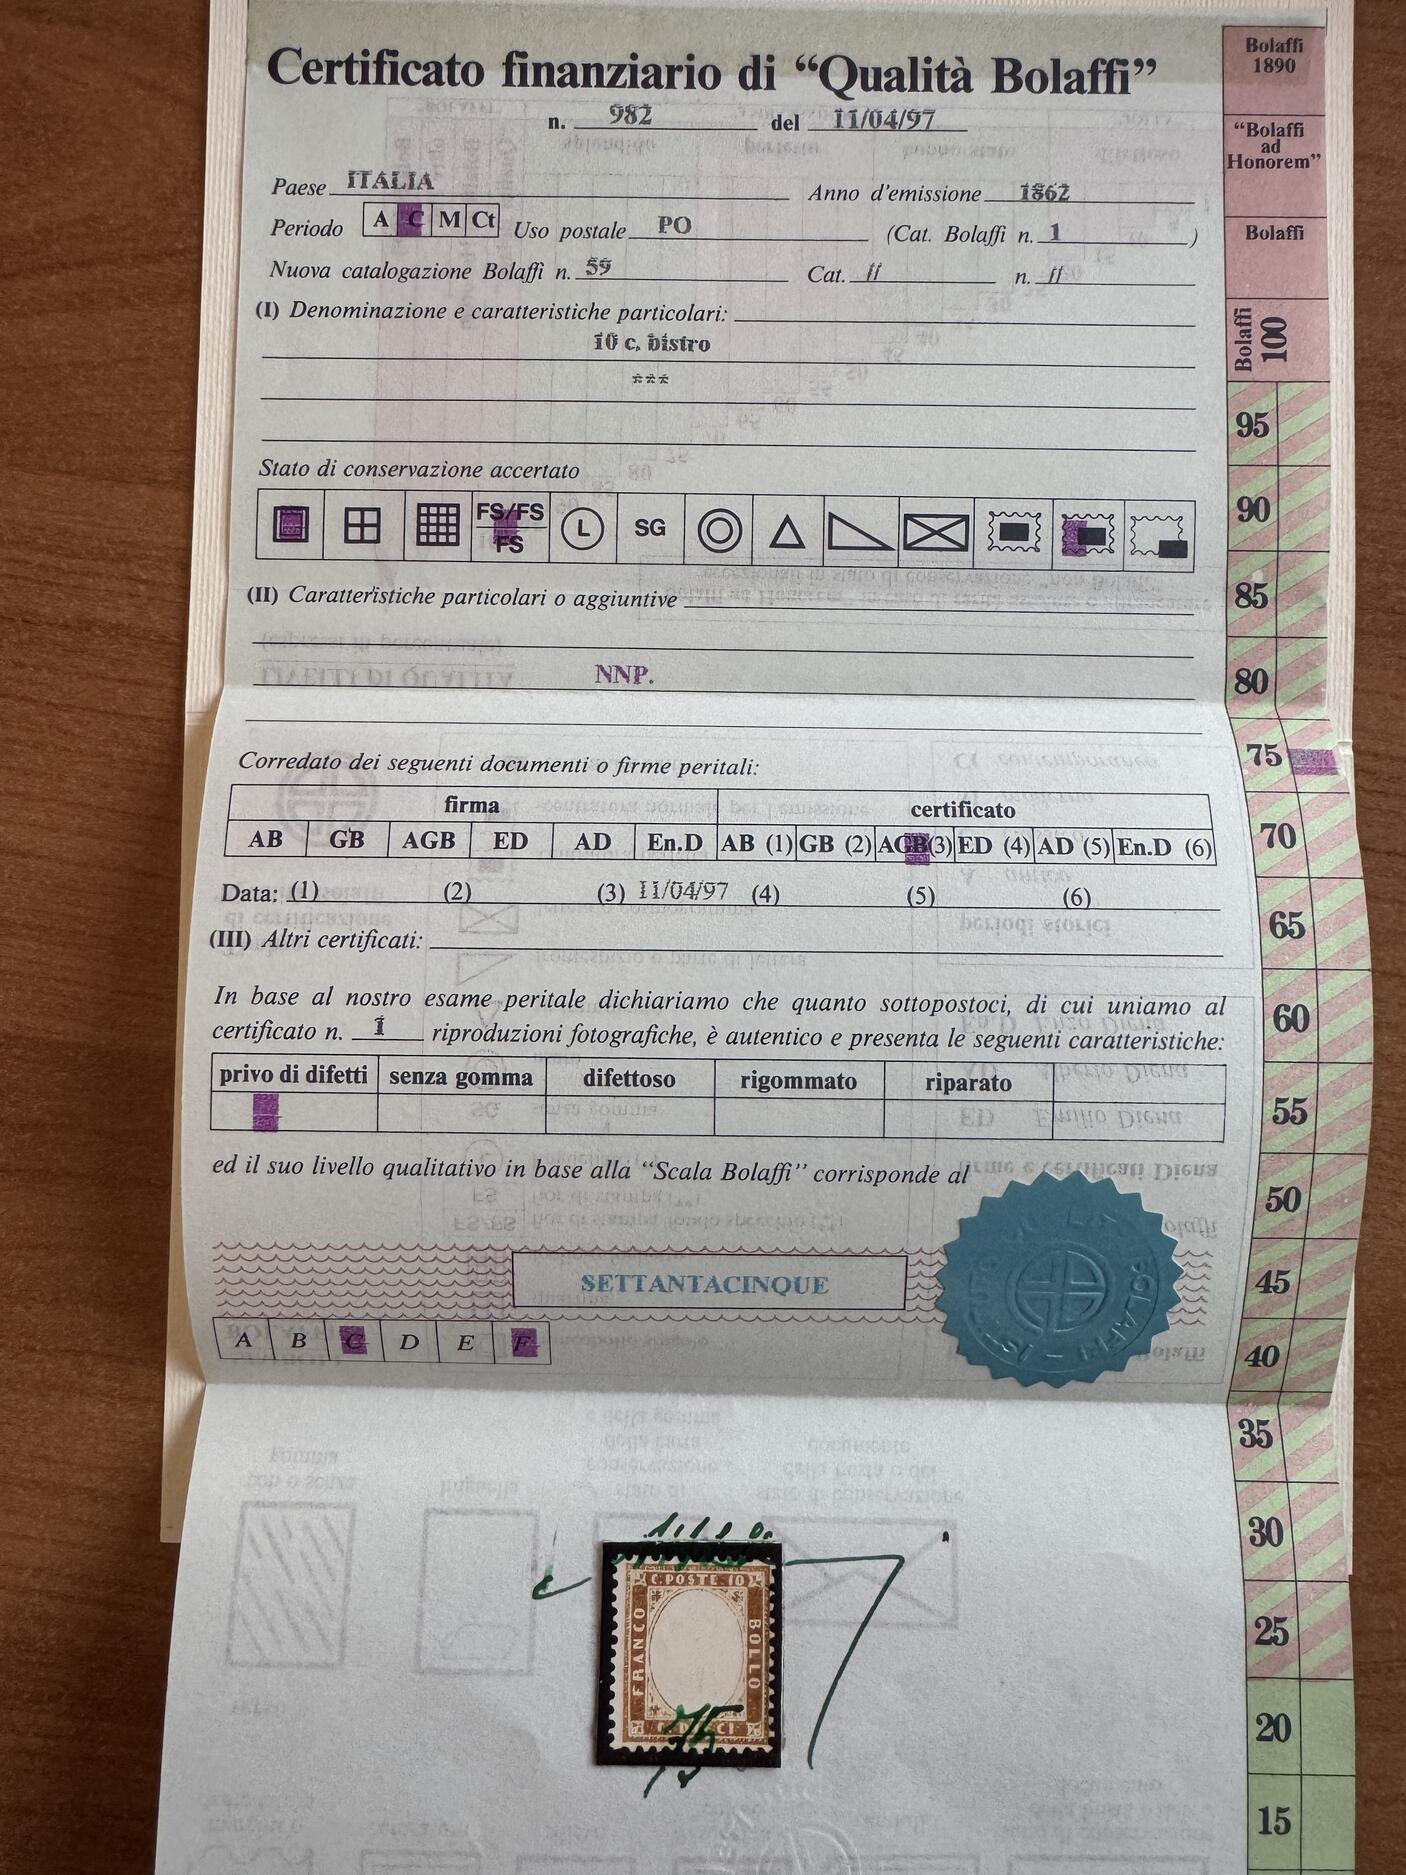 Certificato finanziario di “Qualità Bolaffi”
n. 982 del 11/04/97
Paese ITALIA Anno d'emissione 1862
Periodo A C M Ct Uso postale PO (Cat. Bolaffi n. 1 )
Nuova catalogazione Bolaffi n. 59 Cat. // n. //
(I) Denominazione e caratteristiche particolari:
10 c. bistro
***
Stato di conservazione accertato
FS/FS
FS L SG
(II) Caratteristiche particolari o aggiuntive
NNP.
Corredato dei seguenti documenti o firme peritali:
firma certificato
AB GB AGB ED AD En.D AB (1) GB (2) AGB (3) ED (4) AD (5) En.D (6)
Data: (1) (2) (3) 11/04/97 (4) (5) (6)
(III) Altri certificati:
In base al nostro esame peritale dichiariamo che quanto sottopostoci, di cui uniamo al
certificato n. 1 riproduzioni fotografiche, è autentico e presenta le seguenti caratteristiche:
privo di difetti senza gomma difettoso rigommato riparato
ed il suo livello qualitativo in base alla “Scala Bolaffi” corrisponde al
SETTANTACINQUE
A B C D E F
C. POSTE 10
FRANCO
BOLLO
Bolaffi
1890
“Bolaffi
ad
Honorem”
Bolaffi
Bolaffi
100
95
90
85
80
75
70
65
60
55
50
45
40
35
30
25
20
15